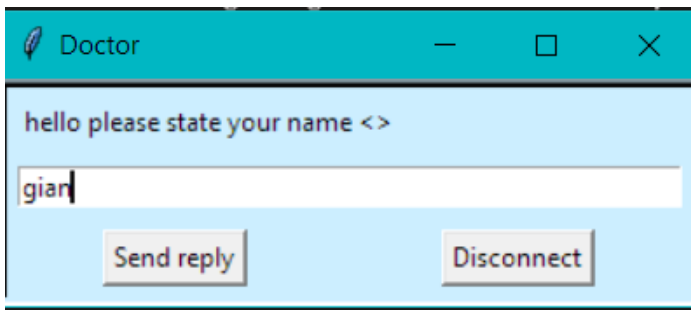 Doctor
hello please state your name <>
gian
Send reply Disconnect